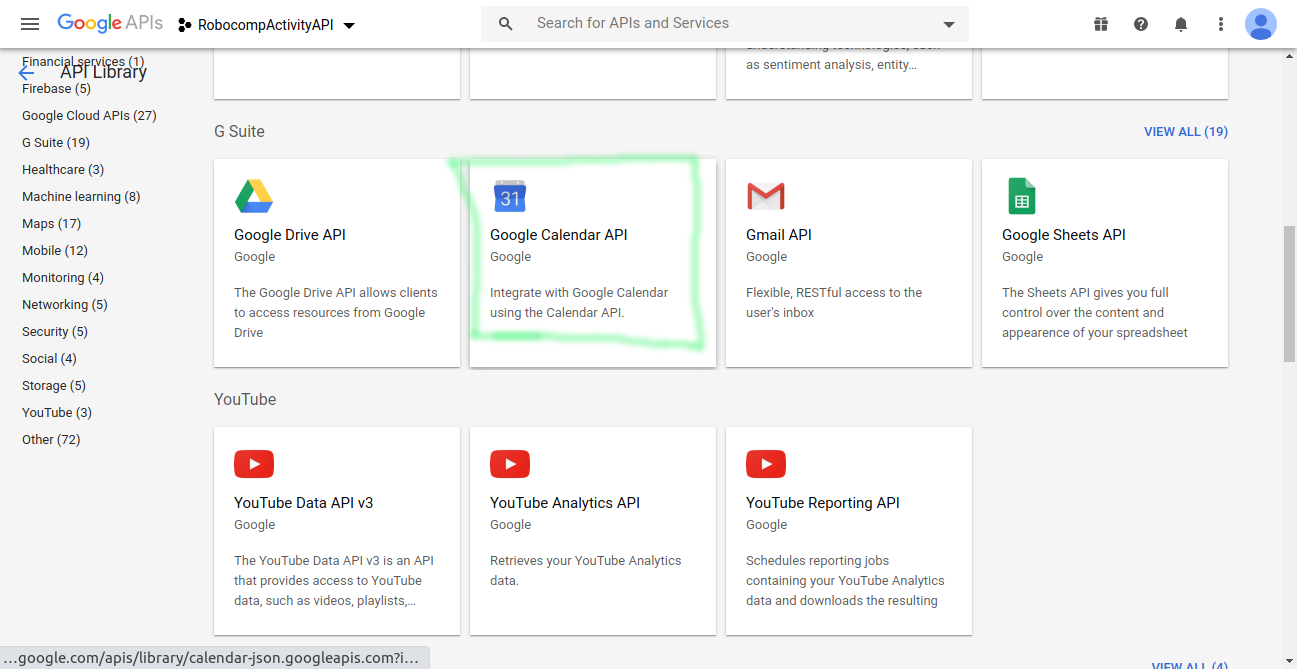 Google APIs
RobocompActivityAPI
Search for APIs and Services
Financial services (1)
API Library
Firebase (5)
Google Cloud APIs (27)
G Suite (19)
Healthcare (3)
Machine learning (8)
Maps (17)
Mobile (12)
Monitoring (4)
Networking (5)
Security (5)
Social (4)
Storage (5)
YouTube (3)
Other (72)
understanding technologies, such
as sentiment analysis, entity…
G Suite
VIEW ALL (19)
Google Drive API
Google
The Google Drive API allows clients
to access resources from Google
Drive
31
Google Calendar API
Google
Integrate with Google Calendar
using the Calendar API.
Gmail API
Google
Flexible, RESTful access to the
user's inbox
Google Sheets API
Google
The Sheets API gives you full
control over the content and
appearence of your spreadsheet
YouTube
YouTube Data API v3
Google
The YouTube Data API v3 is an API
that provides access to YouTube
data, such as videos, playlists,…
YouTube Analytics API
Google
Retrieves your YouTube Analytics
data.
YouTube Reporting API
Google
Schedules reporting jobs
containing your YouTube Analytics
data and downloads the resulting
VIEW ALL (4)
…google.com/apis/library/calendar-json.googleapis.com?i…